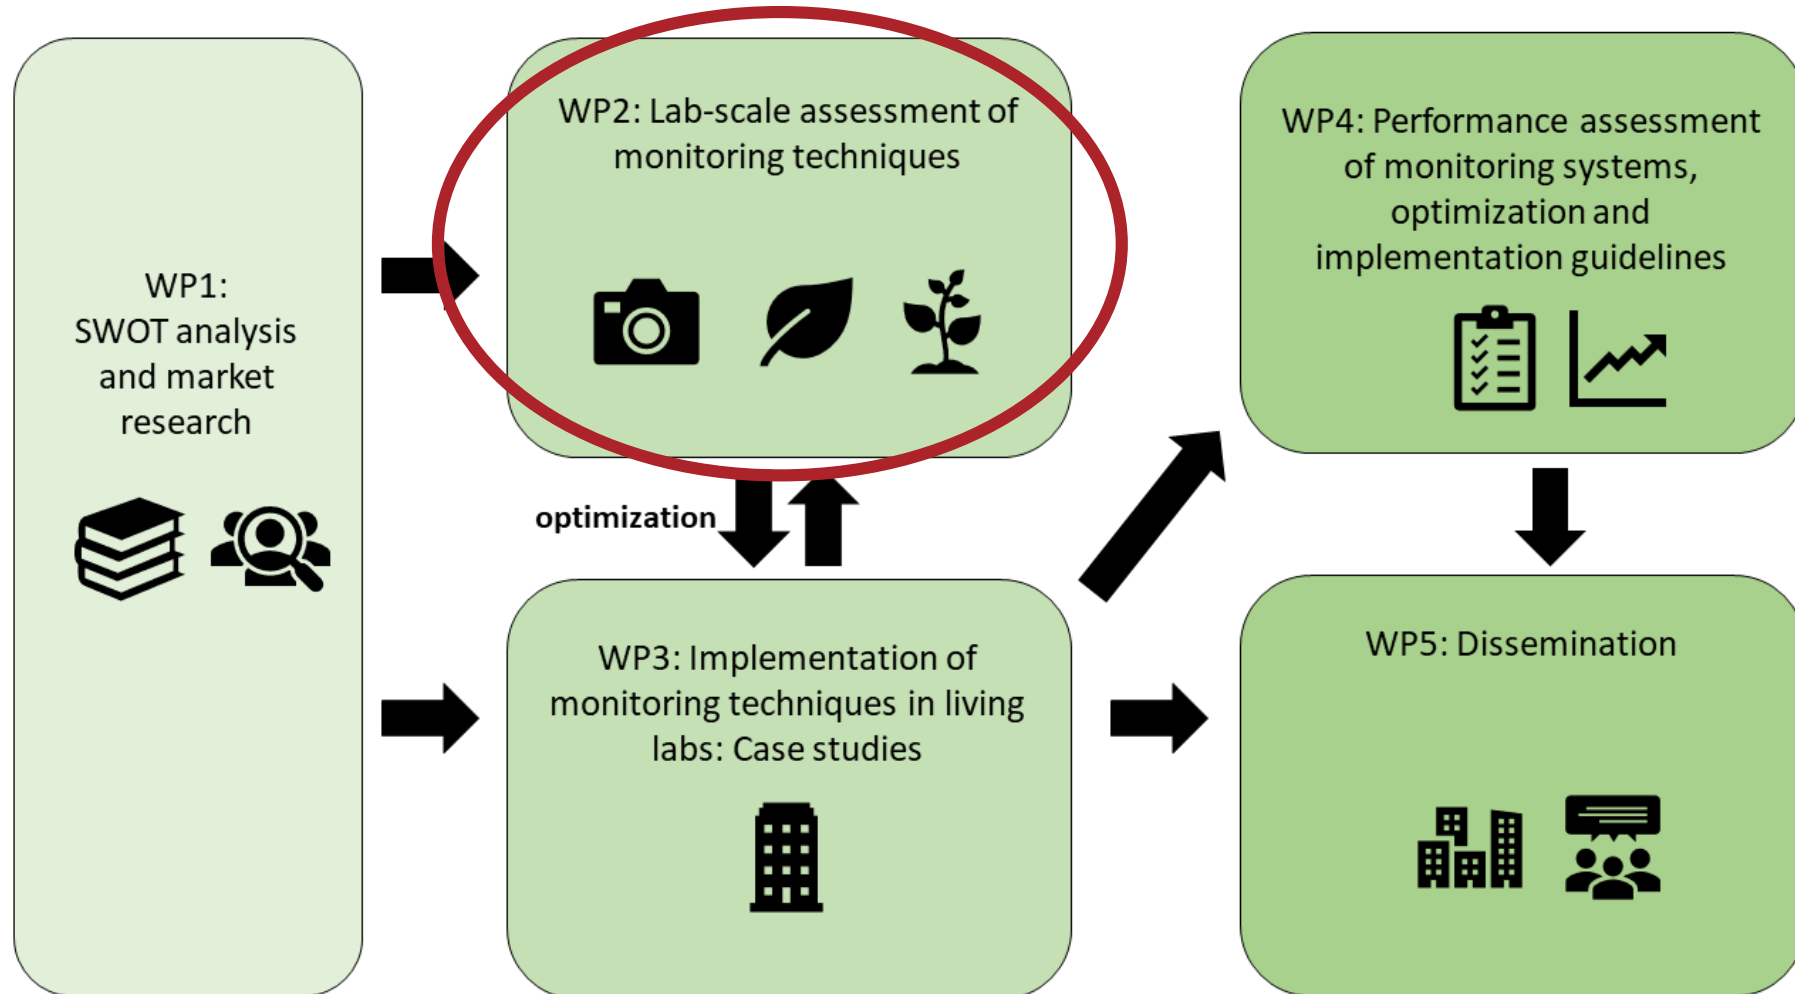 WP1:
SWOT analysis
and market
research
WP2: Lab-scale assessment of
monitoring techniques
optimization
WP3: Implementation of
monitoring techniques in living
labs: Case studies
WP4: Performance assessment
of monitoring systems,
optimization and
implementation guidelines
WP5: Dissemination